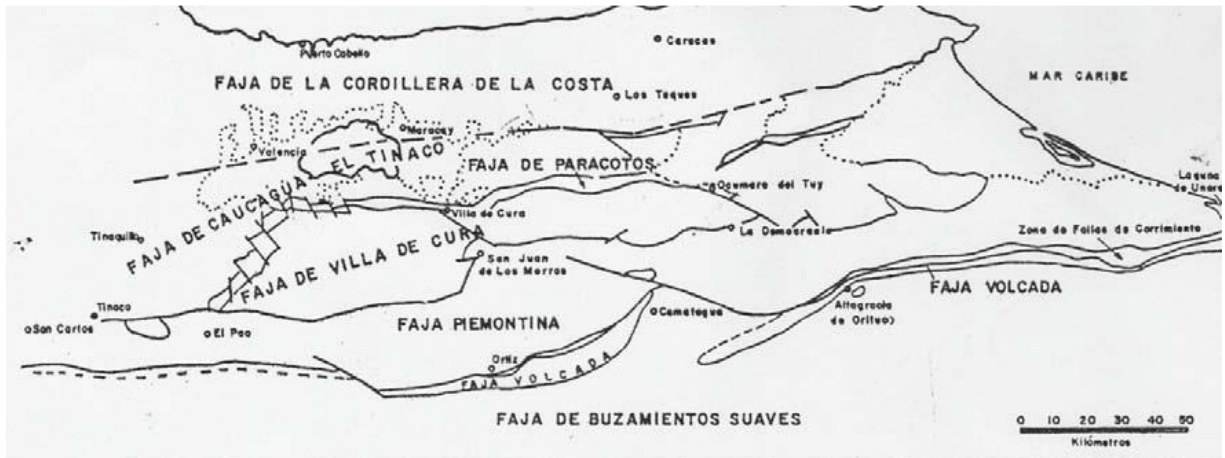 Puerto Cabello
Caracas
MAR CARIBE
FAJA DE LA CORDILLERA DE LA COSTA
Los Teques
Maracay
Valencia
FAJA DE CAUCAGUA EL TINACO
FAJA DE PARACOTOS
Ocumare del Tuy
Laguna
de Unare
Villa de Cura
Tinaquillo
La Democracia
Zona de Fallas de Corrimiento
FAJA DE VILLA DE CURA
San Juan
de Los Morros
FAJA VOLCADA
Altagracia
de Orituco
Tinaco
San Carlos
El Pao
FAJA PIEMONTINA
Camatagua
Ortiz
FAJA VOLCADA
FAJA DE BUZAMIENTOS SUAVES
0 10 20 30 40 50
Kilómetros